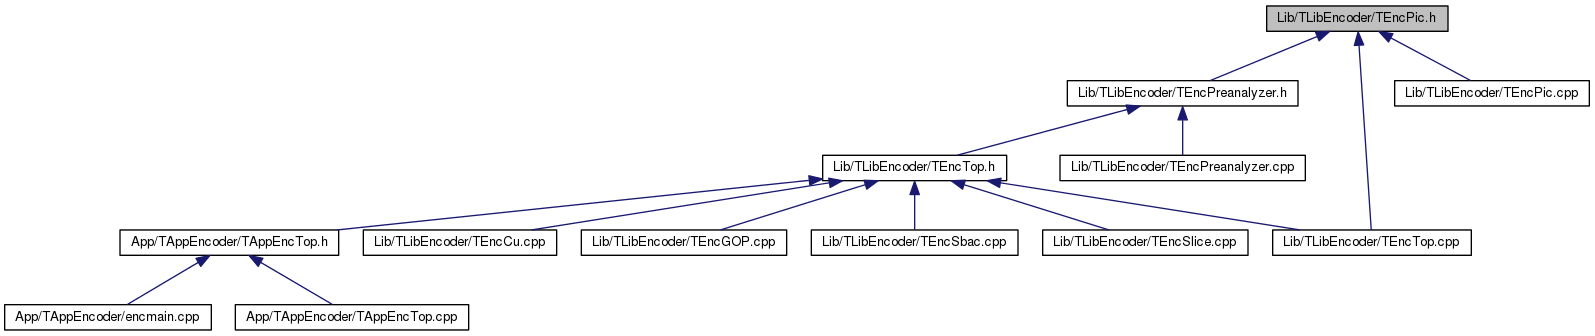 Lib/TLibEncoder/TEncPic.h
Lib/TLibEncoder/TEncPreanalyzer.h
Lib/TLibEncoder/TEncPic.cpp
Lib/TLibEncoder/TEncTop.h
Lib/TLibEncoder/TEncPreanalyzer.cpp
App/TAppEncoder/TAppEncTop.h
Lib/TLibEncoder/TEncCu.cpp
Lib/TLibEncoder/TEncGOP.cpp
Lib/TLibEncoder/TEncSbac.cpp
Lib/TLibEncoder/TEncSlice.cpp
Lib/TLibEncoder/TEncTop.cpp
App/TAppEncoder/encmain.cpp
App/TAppEncoder/TAppEncTop.cpp